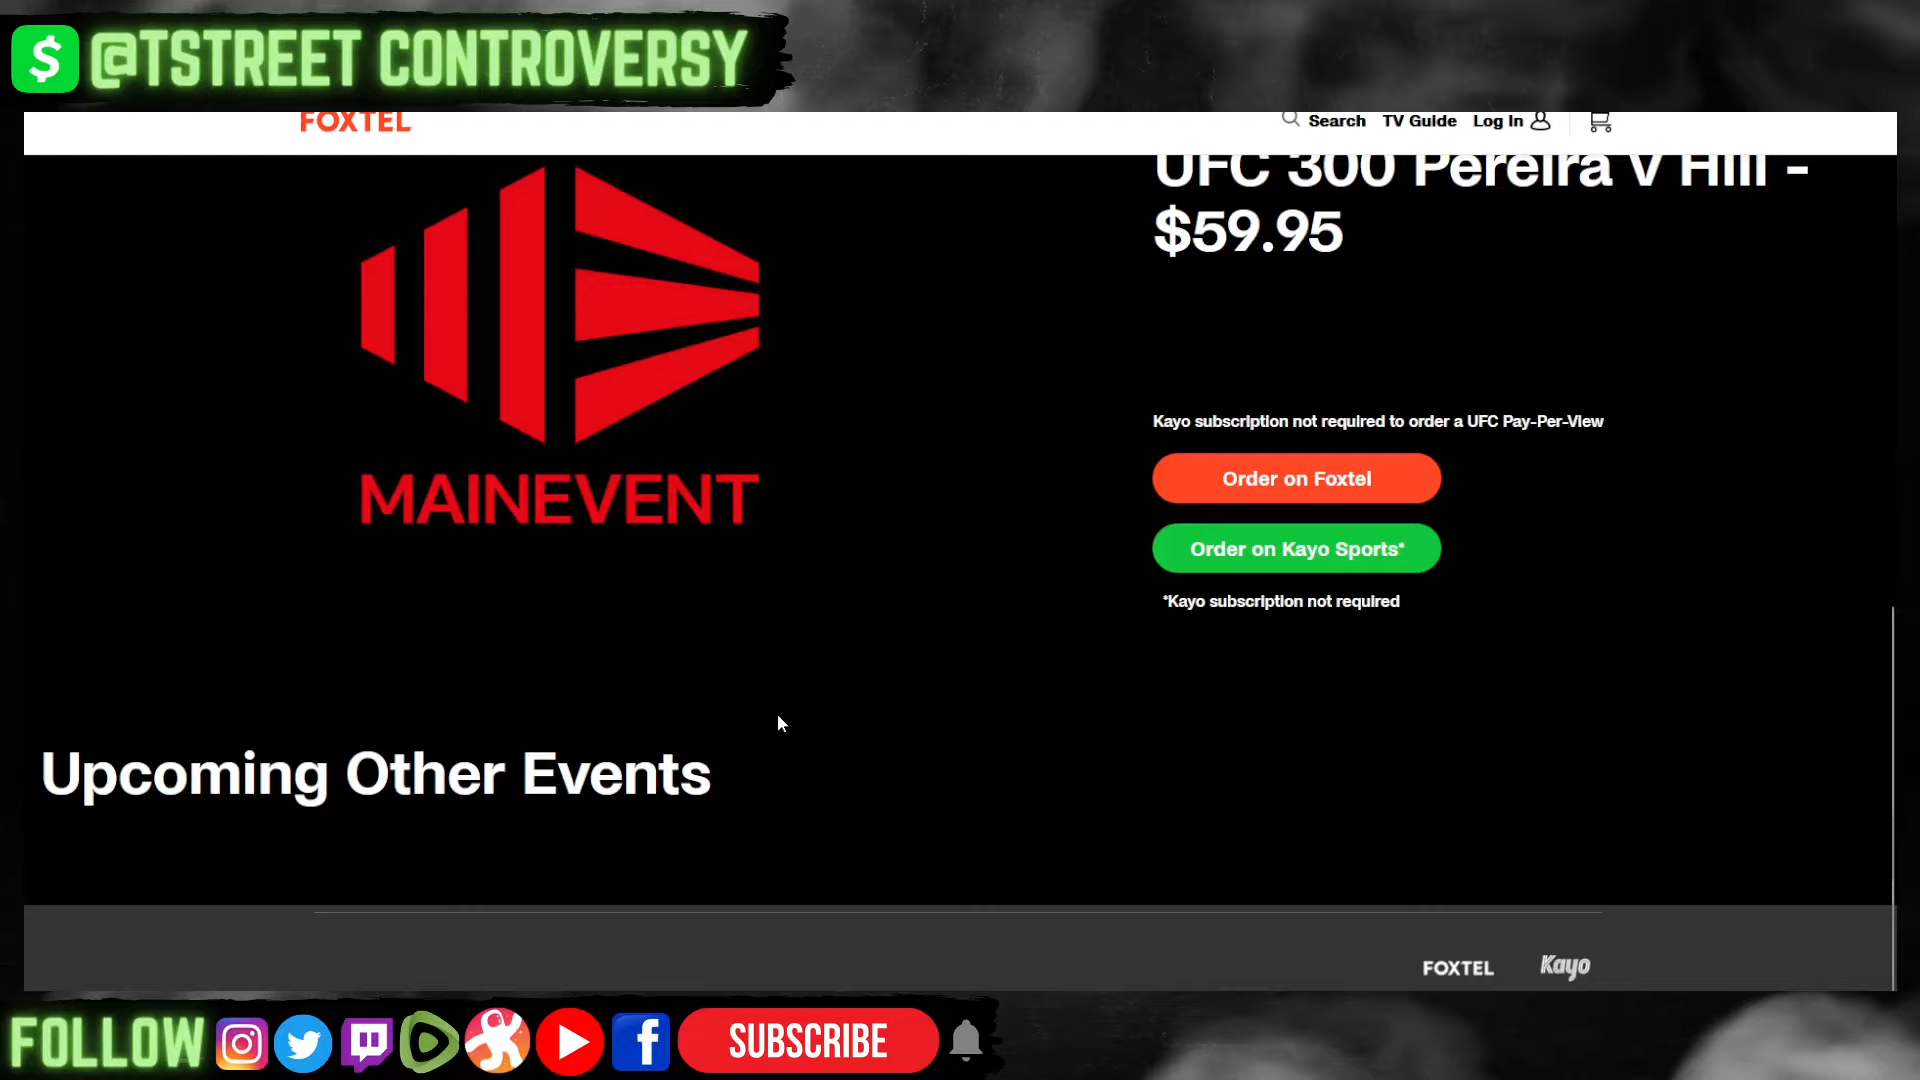 @TSTREET CONTROVERSY
FOXTEL
Search TV Guide Log In
UFC 300 Pereira V Hill -
$59.95
MAINEVENT
Kayo subscription not required to order a UFC Pay-Per-View
Order on Foxtel
Order on Kayo Sports*
*Kayo subscription not required
Upcoming Other Events
FOXTEL Kayo
FOLLOW SUBSCRIBE